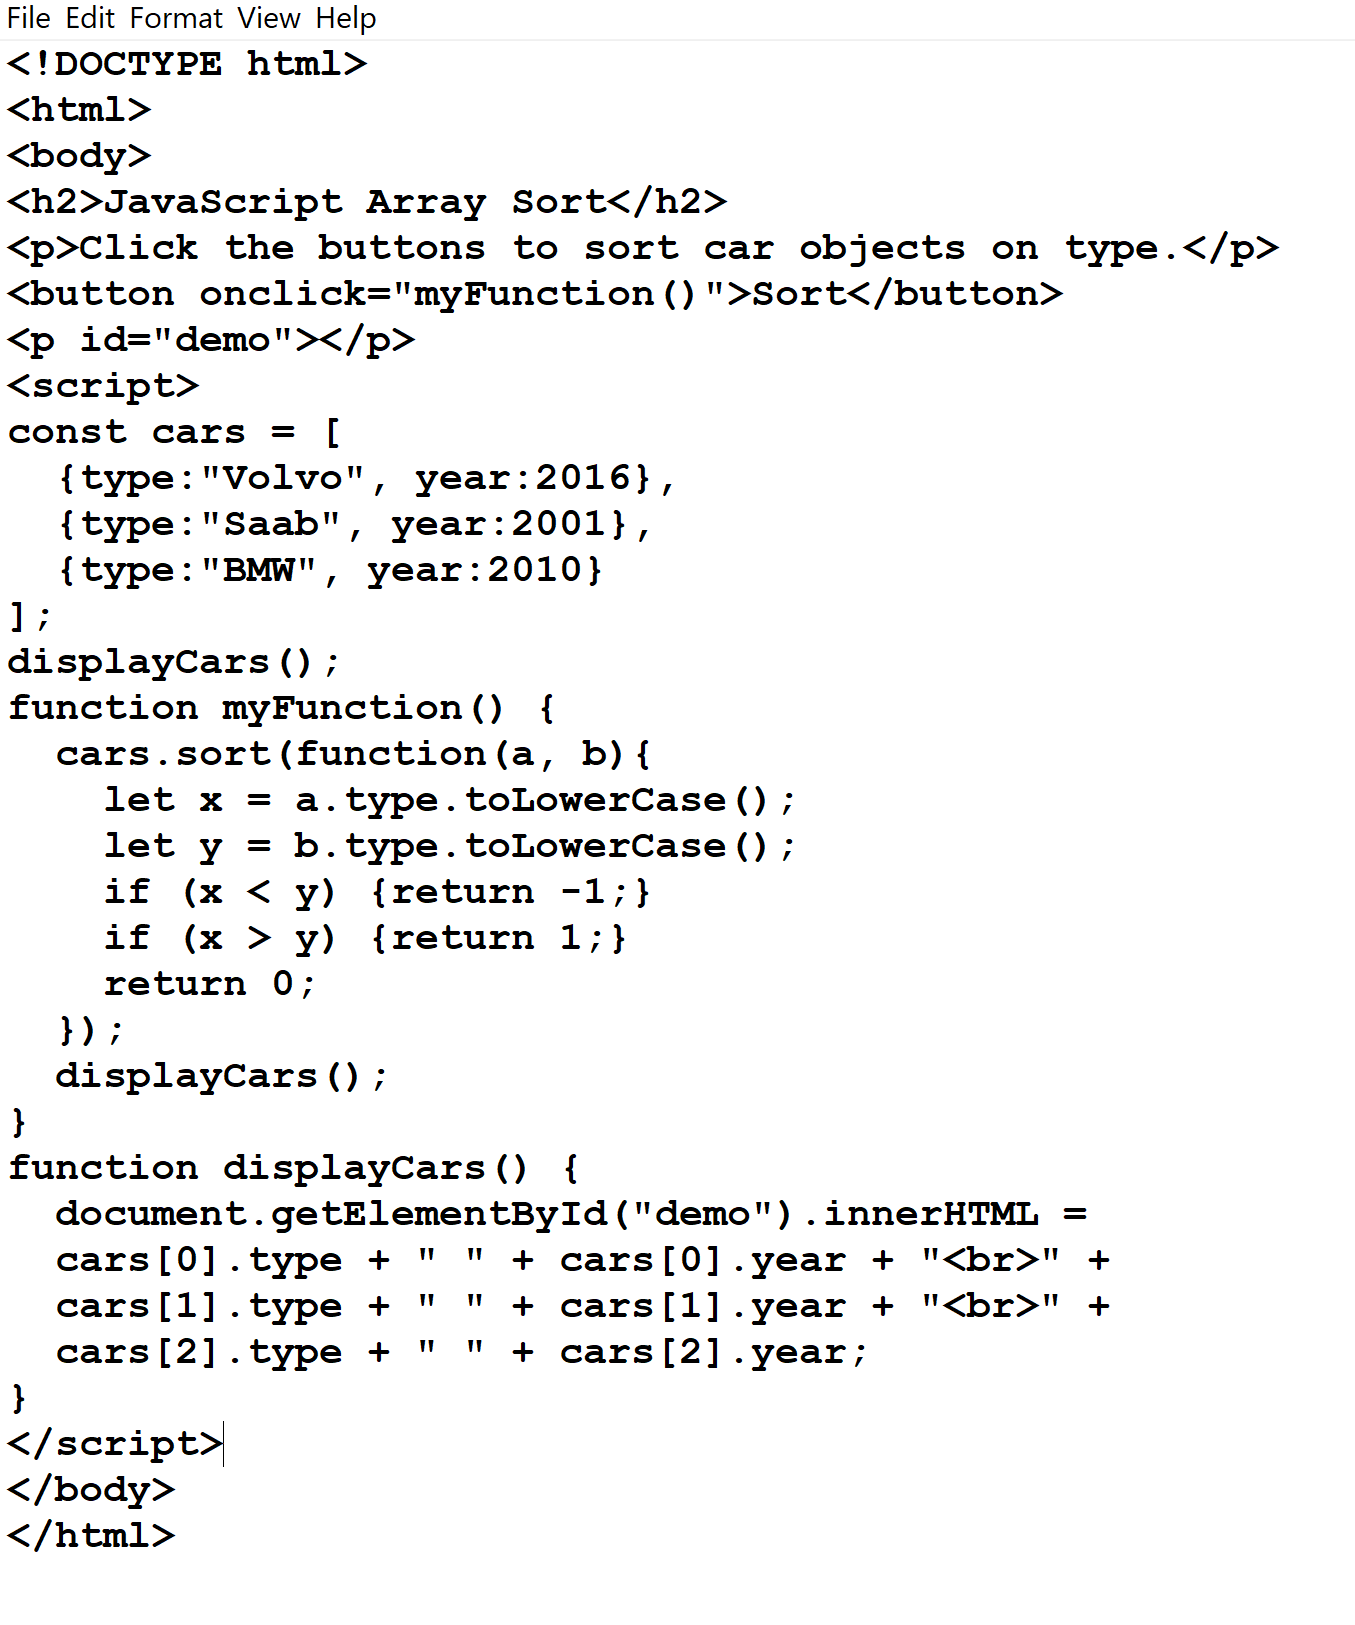 File Edit Format View Help
<!DOCTYPE html>
<html>
<body>
<h2>JavaScript Array Sort</h2>
<p>Click the buttons to sort car objects on type.</p>
<button onclick="myFunction()">Sort</button>
<p id="demo"></p>
<script>
const cars = [
  {type:"Volvo", year:2016},
  {type:"Saab", year:2001},
  {type:"BMW", year:2010}
];
displayCars();
function myFunction() {
  cars.sort(function(a, b){
    let x = a.type.toLowerCase();
    let y = b.type.toLowerCase();
    if (x < y) {return -1;}
    if (x > y) {return 1;}
    return 0;
  });
  displayCars();
}
function displayCars() {
  document.getElementById("demo").innerHTML =
  cars[0].type + " " + cars[0].year + "<br>" +
  cars[1].type + " " + cars[1].year + "<br>" +
  cars[2].type + " " + cars[2].year;
}
</script>
</body>
</html>